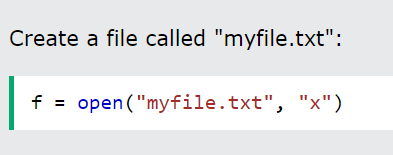 Create a file called "myfile.txt":
f = open("myfile.txt", "x")